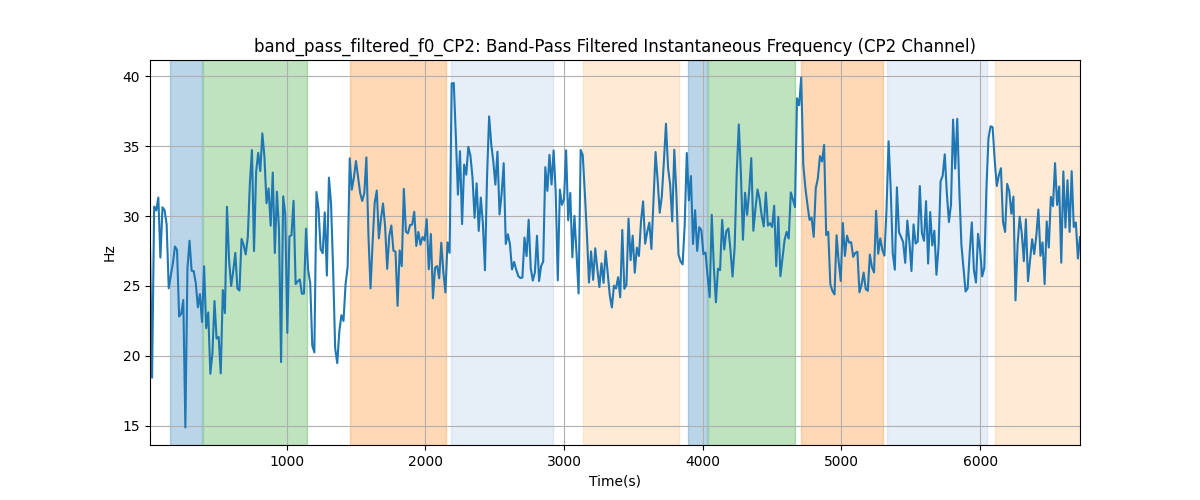 band_pass_filtered_f0_CP2: Band-Pass Filtered Instantaneous Frequency (CP2 Channel)
40
35
30
25
20
15
Hz
1000 2000 3000 4000 5000 6000
Time(s)